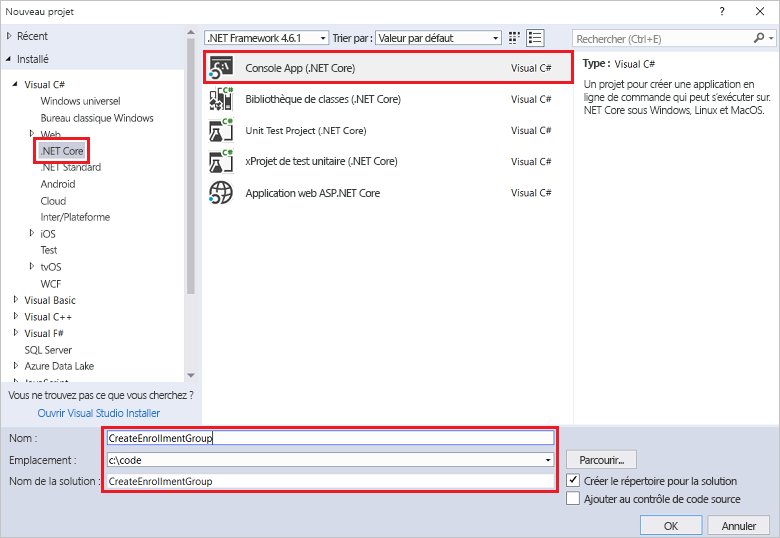 Nouveau projet
? ×
Récent
Installé
Visual C#
Windows universel
Bureau classique Windows
Web
.NET Core
.NET Standard
Android
Cloud
Inter/Plateforme
iOS
Test
tvOS
WCF
Visual Basic
Visual C++
Visual F#
SQL Server
Azure Data Lake
JavaScript
Vous ne trouvez pas ce que vous cherchez ?
Ouvrir Visual Studio Installer
.NET Framework 4.6.1 Trier par : Valeur par défaut
Console App (.NET Core) Visual C#
Bibliothèque de classes (.NET Core) Visual C#
Unit Test Project (.NET Core) Visual C#
xProjet de test unitaire (.NET Core) Visual C#
Application web ASP.NET Core Visual C#
Rechercher (Ctrl+E)
Type : Visual C#
Un projet pour créer une application en
ligne de commande qui peut s'exécuter sur.
NET Core sous Windows, Linux et MacOS.
Nom : CreateEnrollmentGroup
Emplacement : c:\code Parcourir...
Nom de la solution : CreateEnrollmentGroup
Créer le répertoire pour la solution
Ajouter au contrôle de code source
OK Annuler